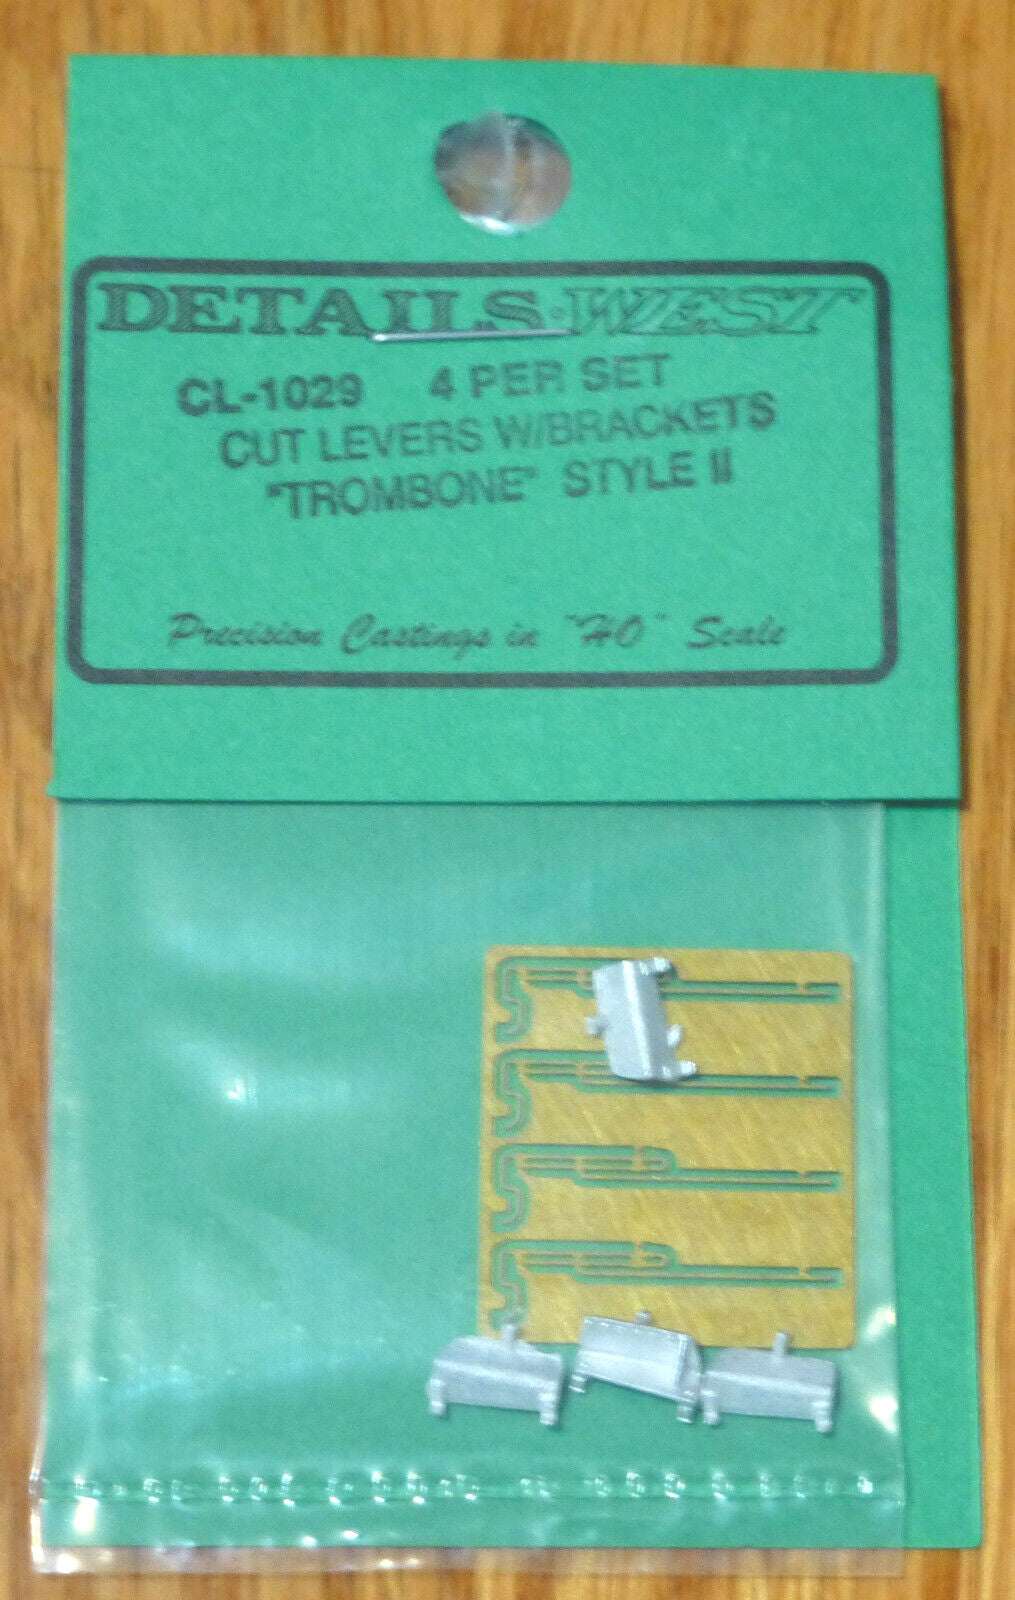 DETAILS WEST
CL-1029 4 PER SET
CUT LEVERS W/BRACKETS
"TROMBONE" STYLE II
Precision Castings in "HO" Scale